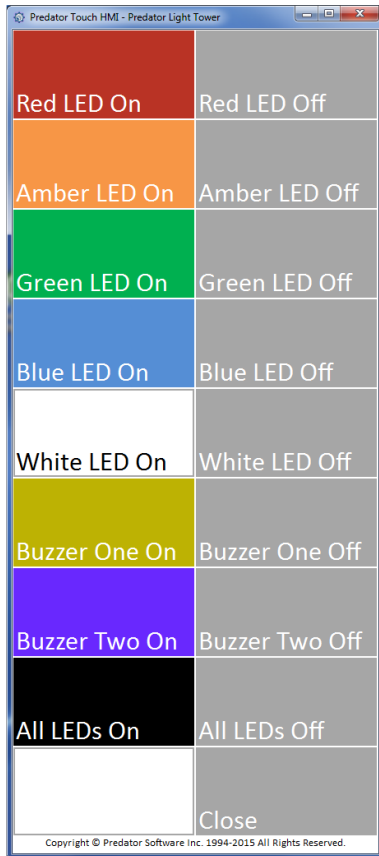 Predator Touch HMI - Predator Light Tower
Red LED On Red LED Off
Amber LED On Amber LED Off
Green LED On Green LED Off
Blue LED On Blue LED Off
White LED On White LED Off
Buzzer One On Buzzer One Off
Buzzer Two On Buzzer Two Off
All LEDs On All LEDs Off
Close
Copyright © Predator Software Inc. 1994-2015 All Rights Reserved.